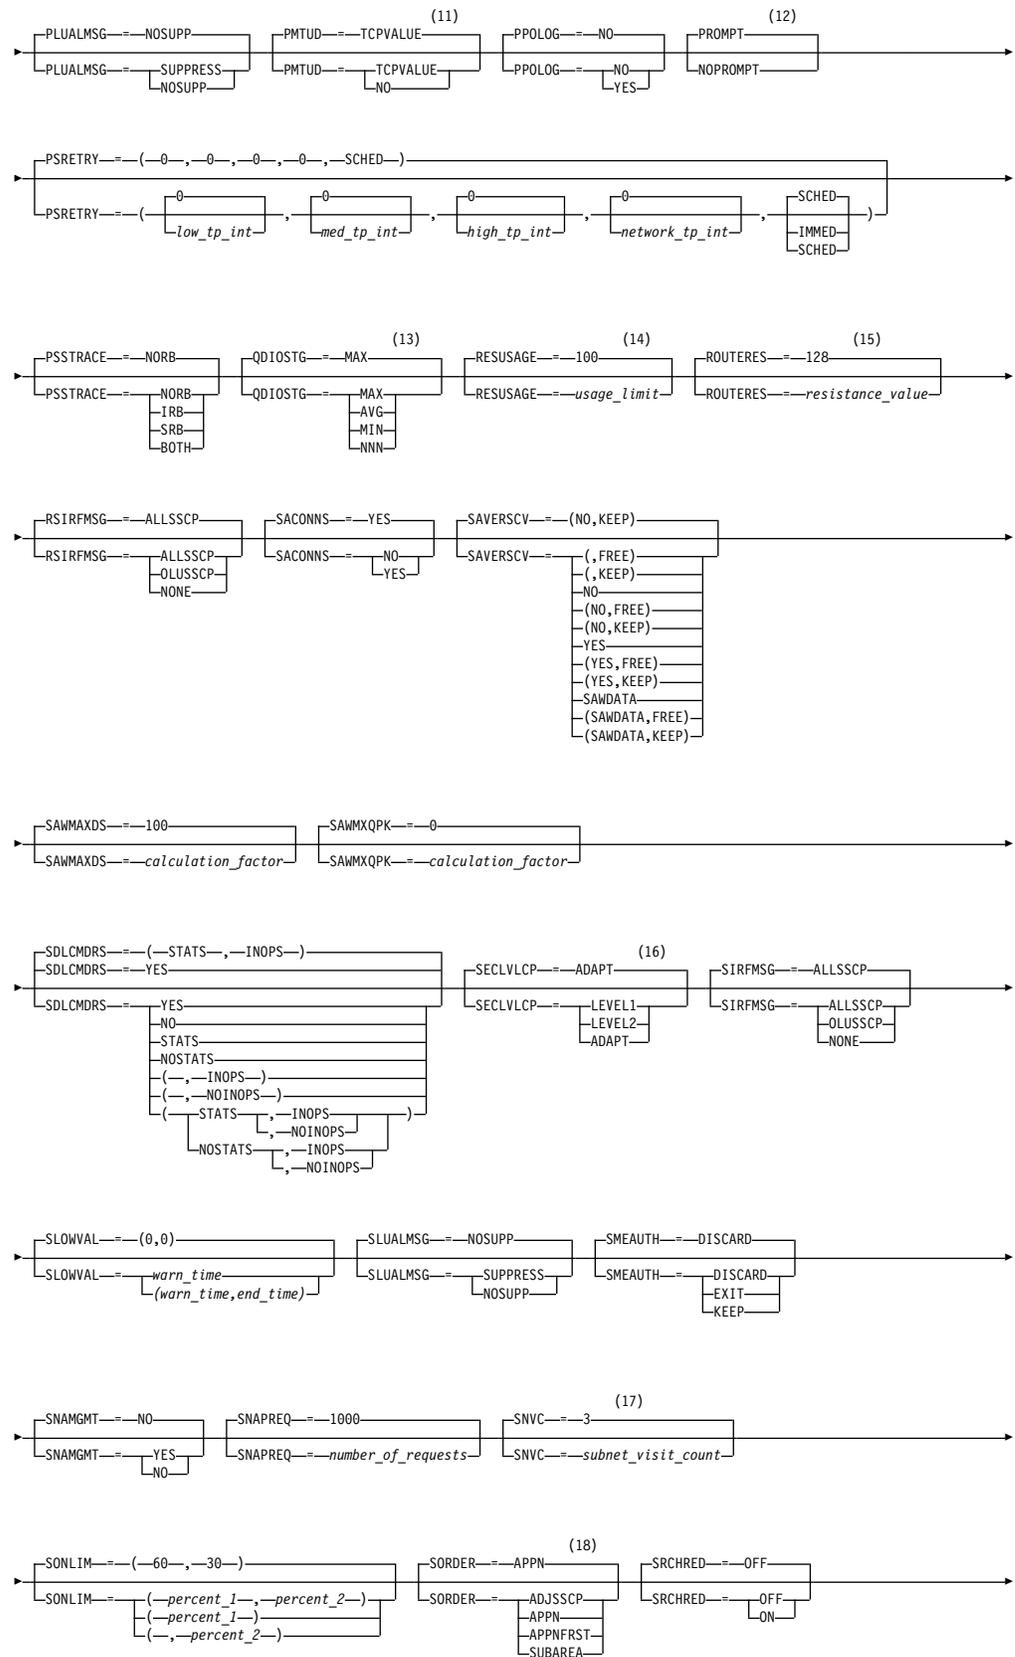 (11) (12)
PLUALMSG = NOSUPP PMTUD = TCPVALUE PPOLOG = NO PROMPT
PLUALMSG = SUPPRESS PMTUD = TCPVALUE PPOLOG = NO NOPROMPT
NOSUPP NO YES
PSRETRY = ( 0 , 0 , 0 , 0 , SCHED )
0 0 0 0 SCHED
PSRETRY = ( low_tp_int , med_tp_int , high_tp_int , network_tp_int , IMMED )
SCHED
(13) (14) (15)
PSSTRACE = NORB QDIOSTG = MAX RESUSAGE = 100 ROUTERES = 128
PSSTRACE = NORB QDIOSTG = MAX RESUSAGE = usage_limit ROUTERES = resistance_value
IRB AVG
SRB MIN
BOTH NNN
RSIRFMSG = ALLSSCP SACONNS = YES SAVERSCV = (NO,KEEP)
RSIRFMSG = ALLSSCP SACONNS = NO SAVERSCV = (,FREE)
OLUSSCP YES (,KEEP)
NONE NO
(NO,FREE)
(NO,KEEP)
YES
(YES,FREE)
(YES,KEEP)
SAWDATA
(SAWDATA,FREE)
(SAWDATA,KEEP)
SAWMAXDS = 100 SAWMXQPK = 0
SAWMAXDS = calculation_factor SAWMXQPK = calculation_factor
SDLCMDRS = ( STATS , INOPS ) (16)
SDLCMDRS = YES SECLVLCP = ADAPT SIRFMSG = ALLSSCP
SDLCMDRS = YES SECLVLCP = LEVEL1 SIRFMSG = ALLSSCP
NO LEVEL2 OLUSSCP
STATS ADAPT NONE
NOSTATS
( , INOPS )
( , NOINOPS )
( STATS , INOPS )
, NOINOPS
NOSTATS , INOPS
, NOINOPS
SLOWVAL = (0,0) SLUALMSG = NOSUPP SMEAUTH = DISCARD
SLOWVAL = warn_time SLUALMSG = SUPPRESS SMEAUTH = DISCARD
(warn_time,end_time) NOSUPP EXIT
KEEP
(17)
SNAMGMT = NO SNAPREQ = 1000 SNVC = 3
SNAMGMT = YES SNAPREQ = number_of_requests SNVC = subnet_visit_count
NO
(18)
SONLIM = ( 60 , 30 ) SORDER = APPN SRCHRED = OFF
SONLIM = ( percent_1 , percent_2 ) SORDER = ADJSSCP SRCHRED = OFF
( percent_1 ) APPN ON
( , percent_2 ) APPNFRST
SUBAREA